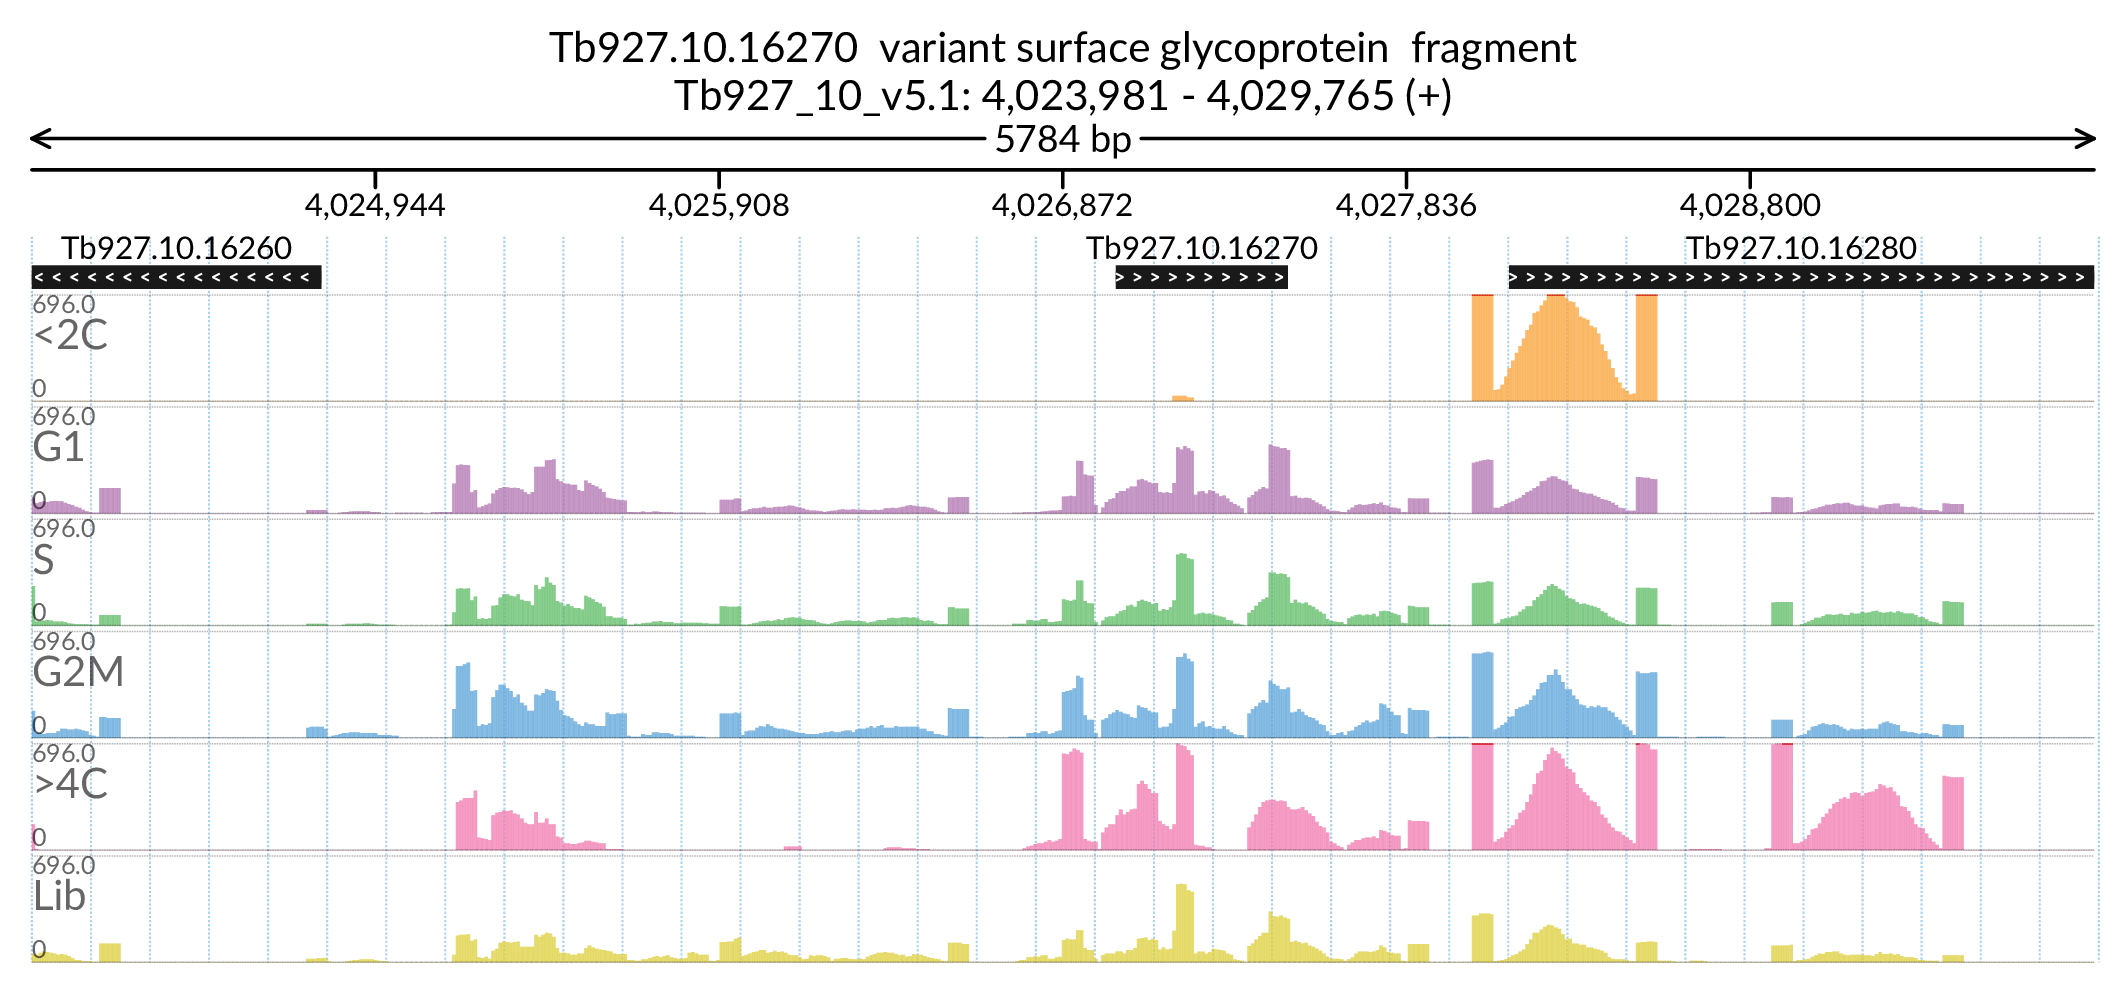 Tb927.10.16270 variant surface glycoprotein fragment
Tb927_10_v5.1: 4,023,981 - 4,029,765 (+)
5784 bp
4,024,944 4,025,908 4,026,872 4,027,836 4,028,800
Tb927.10.16260 Tb927.10.16270 Tb927.10.16280
696.0
<2C
0
696.0
G1
0
696.0
S
0
696.0
G2M
0
696.0
>4C
0
696.0
Lib
0